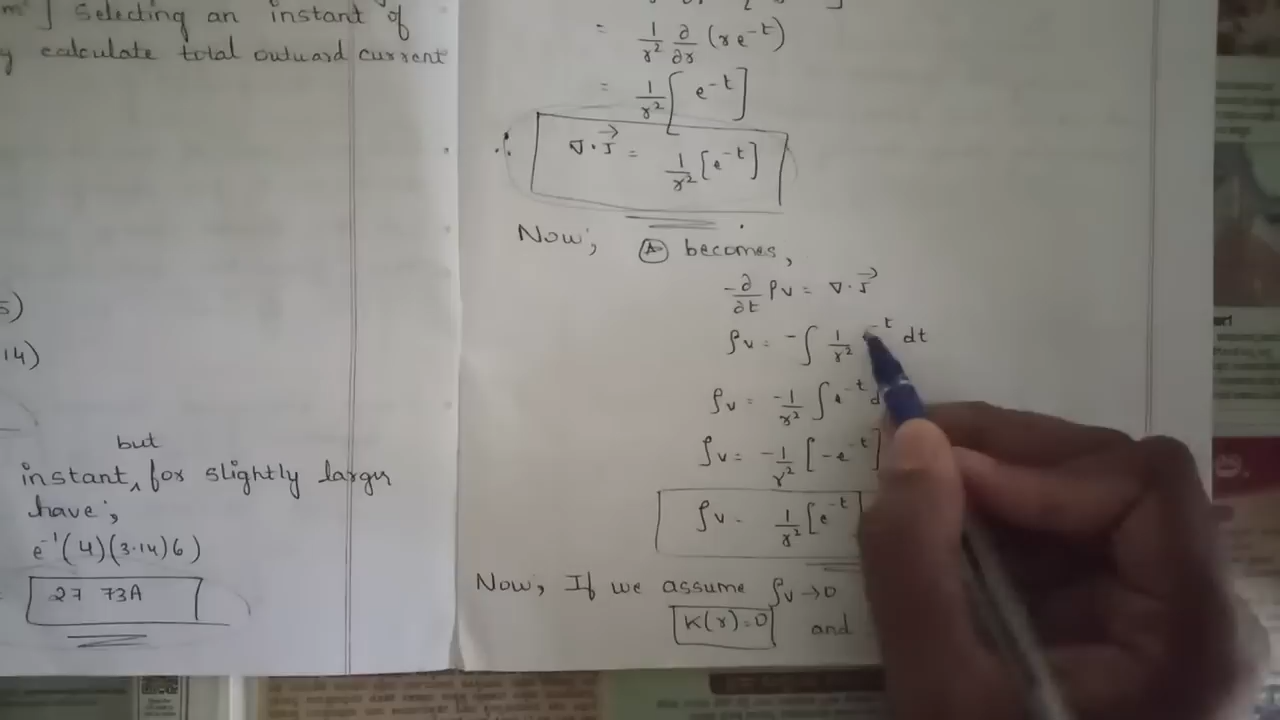 m² ] selecting an instant of
y calculate total outward current
5)
14)
but
instant, for slightly larger
have;
e⁻¹(4)(3.14)6)
27 73A
= 1/r² ∂/∂r (r e^-t)
= 1/r² [ e^-t ]
∴ ∇·J⃗ = 1/r² [e^-t]
Now; (A) becomes,
-∂/∂t ρv = ∇·J⃗
ρv = -∫ 1/r² e^-t dt
ρv = -1/r² ∫ e^-t d
ρv = -1/r² [-e^-t]
ρv = 1/r² [e^-t
Now, If we assume ρv→0
K(r)=0 and